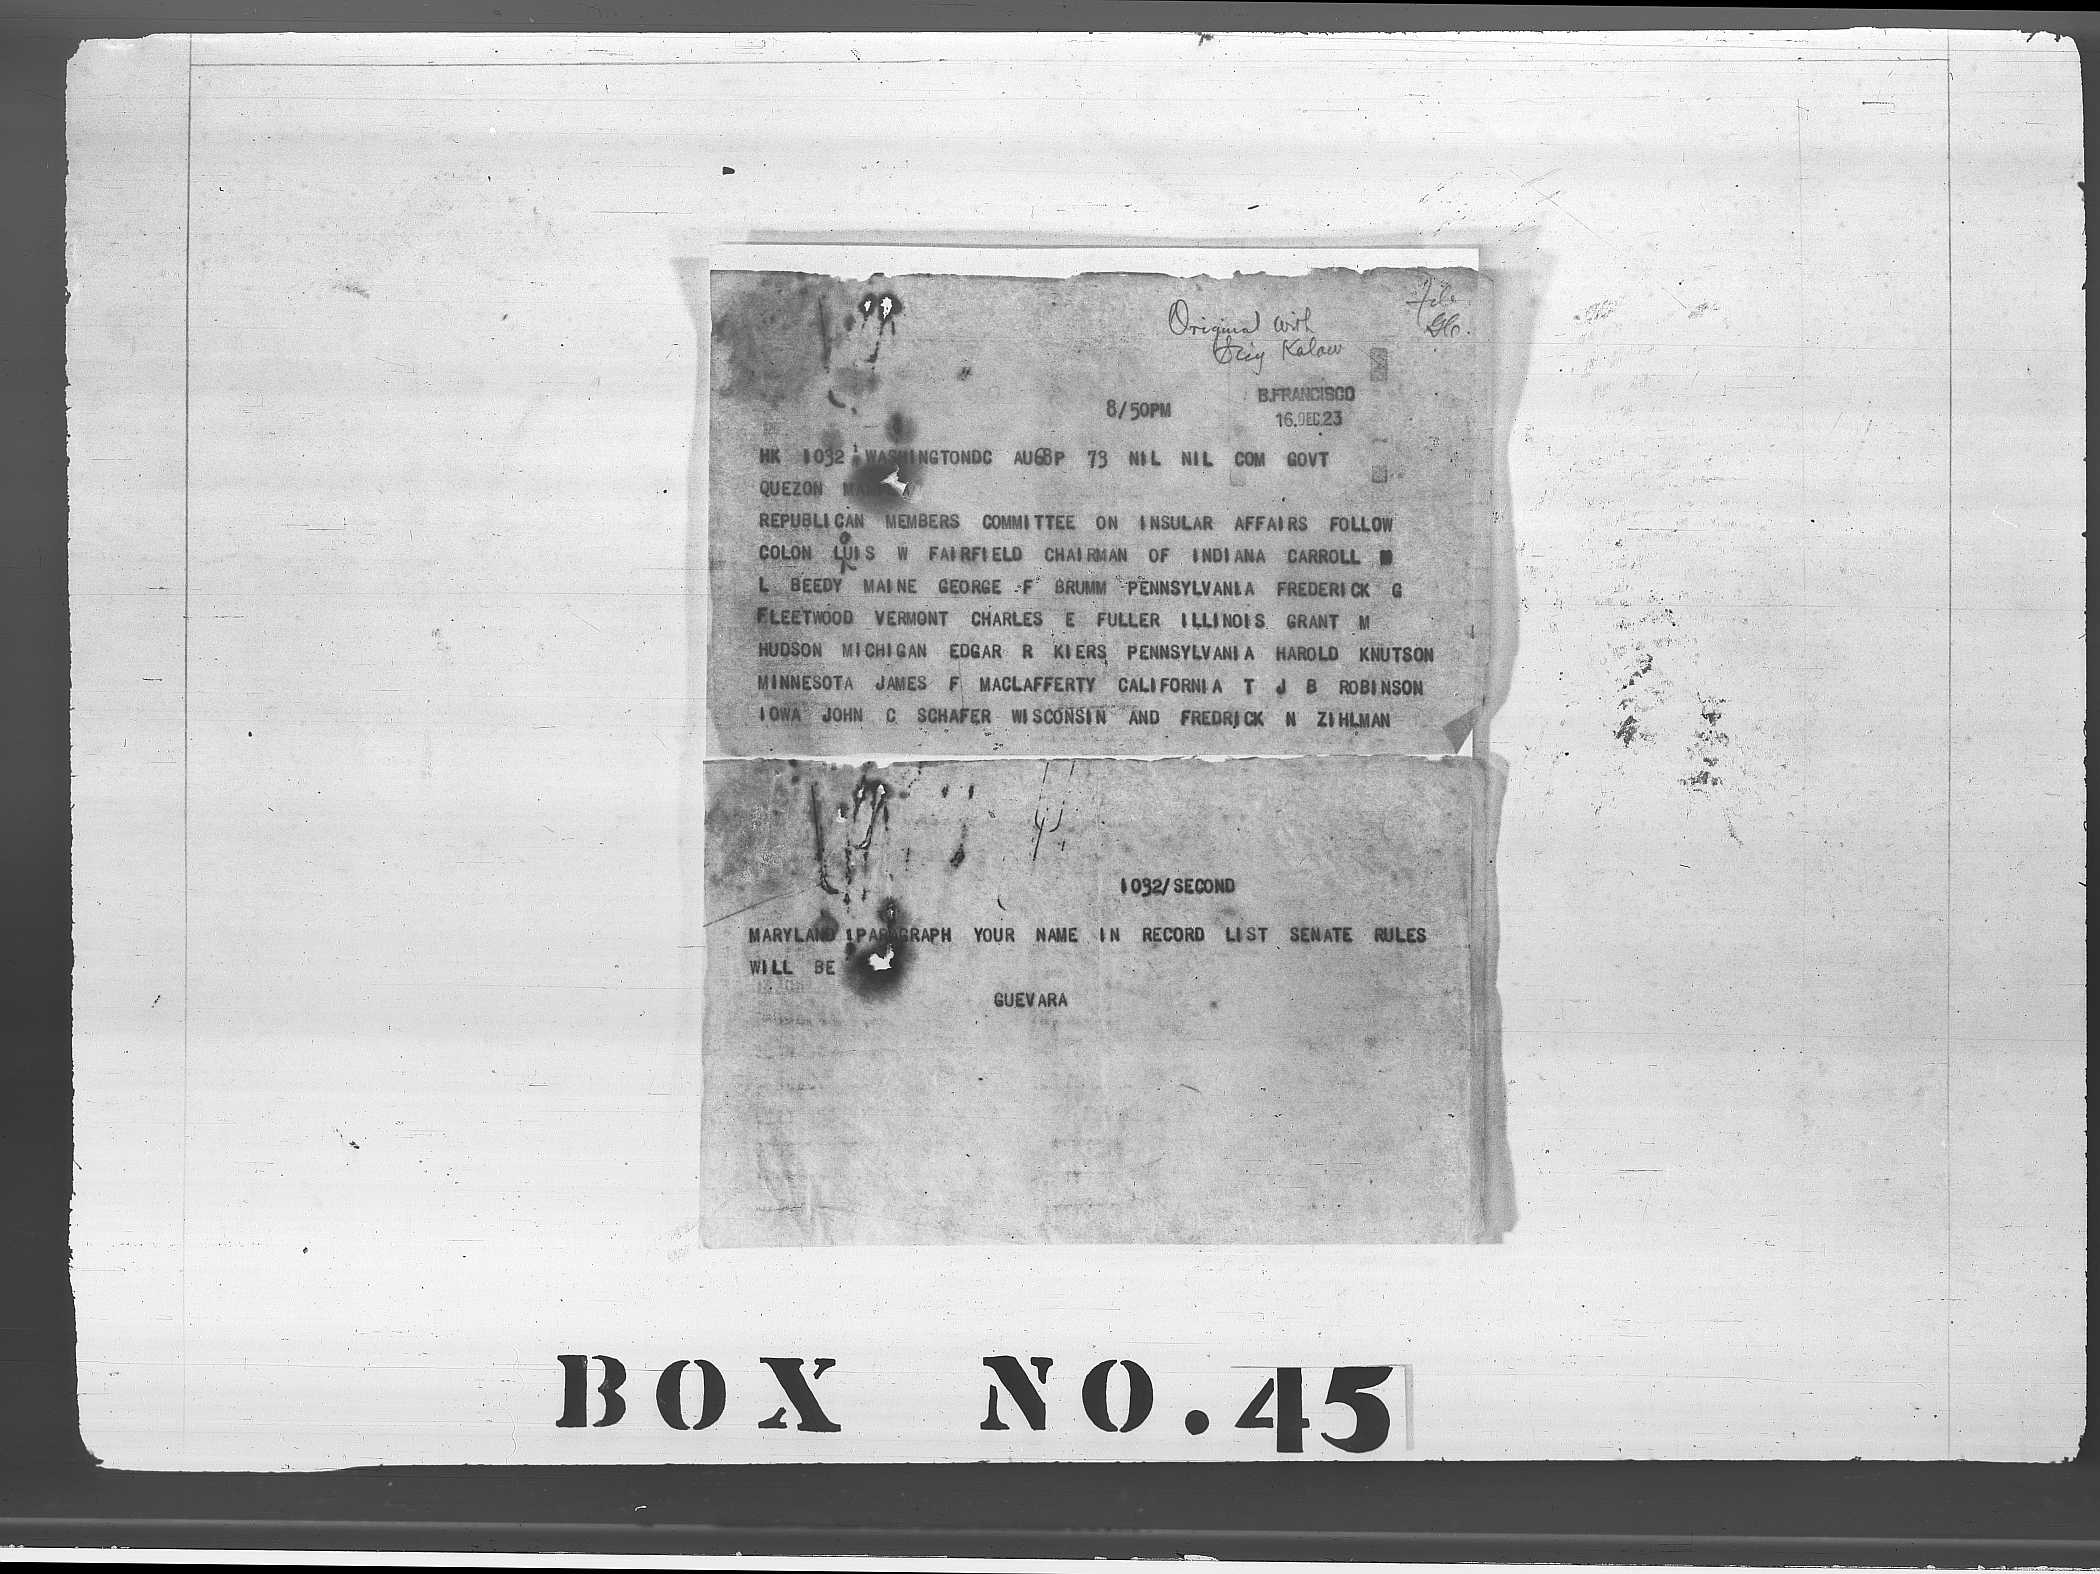 File
Original with
Kalaw
B.FRANCISCO
8/50PM
16.DEC.23
HK 1032 WASHINGTONDC AU68P 73 NIL NIL COM GOVT
QUEZON
REPUBLICAN MEMBERS COMMITTEE ON INSULAR AFFAIRS FOLLOW
COLON LUIS W FAIRFIELD CHAIRMAN OF INDIANA CARROLL
L BEEDY MAINE GEORGE F BRUMM PENNSYLVANIA FREDERICK G
FLEETWOOD VERMONT CHARLES E FULLER ILLINOIS GRANT M
HUDSON MICHIGAN EDGAR R KIERS PENNSYLVANIA HAROLD KNUTSON
MINNESOTA JAMES F MACLAFFERTY CALIFORNIA T J B ROBINSON
IOWA JOHN C SCHAFER WISCONSIN AND FREDRICK N ZIHLMAN
1032/SECOND
MARYLAND PARAGRAPH YOUR NAME IN RECORD LIST SENATE RULES
WILL BE
GUEVARA
BOX NO.45